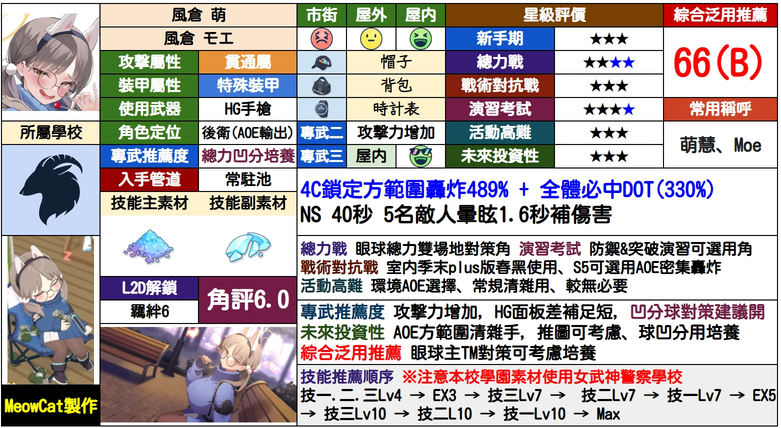 風倉 萌 市街 屋外 屋内 星級評價 綜合泛用推薦
風倉 モエ 新手期 ★★★ 66(B)
攻擊屬性 貫通屬 帽子 總力戰 ★★★★
裝甲屬性 特殊裝甲 背包 戰術對抗戰 ★★★
使用武器 HG手槍 時計表 演習考試 ★★★★ 常用稱呼
所屬學校 角色定位 後衛(AOE輸出) 專武二 攻擊力增加 活動高難 ★★★ 萌慧、Moe
專武推薦度 總力凹分培養 專武三 屋内 未來投資性 ★★★
入手管道 常駐池
技能主素材 技能副素材
4C鎖定方範圍轟炸489% + 全體必中DOT(330%)
NS 40秒 5名敵人暈眩1.6秒補傷害
總力戰 眼球總力雙場地對策角 演習考試 防禦&突破演習可選用角
戰術對抗戰 室內季末plus版春黑使用、S5可選用AOE密集轟炸
活動高難 環境AOE選擇、常規清雜用、較無必要
L2D解鎖 角評6.0
羈絆6
專武推薦度 攻擊力增加, HG面板差補足短, 凹分球對策建議開
未來投資性 AOE方範圍清雜手, 推圖可考慮、球凹分用培養
綜合泛用推薦 眼球主TM對策可考慮培養
技能推薦順序 ※注意本校學園素材使用女武神警察學校
技一.二.三Lv4 → EX3 → 技三Lv7 → 技二Lv7 → 技一Lv7 → EX5
→ 技三Lv10 → 技二L10 → 技一Lv10 → Max
MeowCat製作